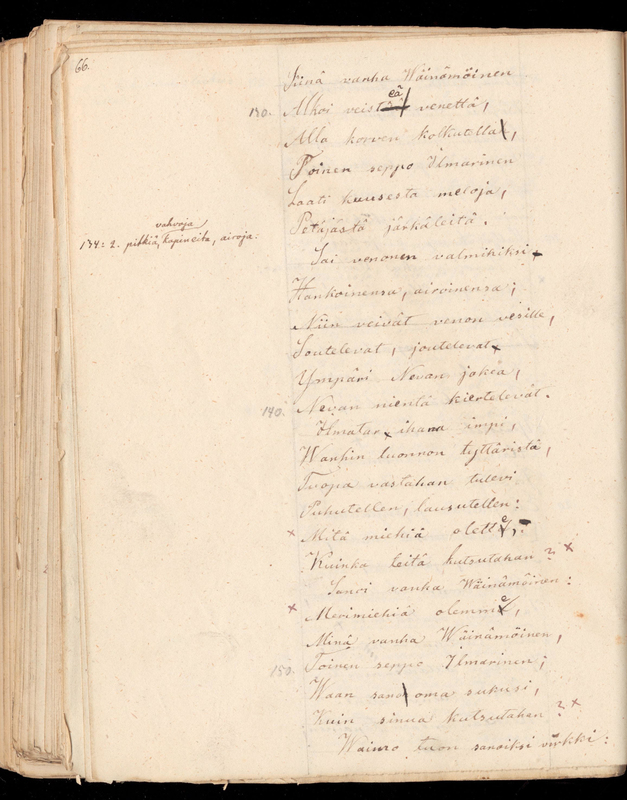 66.
Siinä vanha Wäinämöinen
130. Alkoi veisteä venettä,
Alla korven kolkutella,
Toinen seppo Ilmarinen
Laati kuusesta meloja,
Petäjästä järkäleitä.
134: 2. pitkiä, vahvoja kapineita, airoja:
Sai venonen valmihiksi
Hankoinensa, airoinensa;
Niin veivät venon vesille,
Soutelevat, joutelevat
Ympäri Nevan jokea,
140. Nevan nientä kiertelevät.
Ilmatar ihana impi,
Wanhin luonnon tyttäristä,
Tuopa vastahan tulevi
Puhutellen, lausutellen:
Mitä miehiä olette,
Kuinka teitä kutsutahan?
Sanoi vanha Wäinämöinen:
Merimiehiä olemme,
Minä vanha Wäinämöinen,
150. Toinen seppo Ilmarinen;
Waan sano oma sukusi,
Kuin sinua kutsutahan?
Waimo tuon sanoiksi virkki: